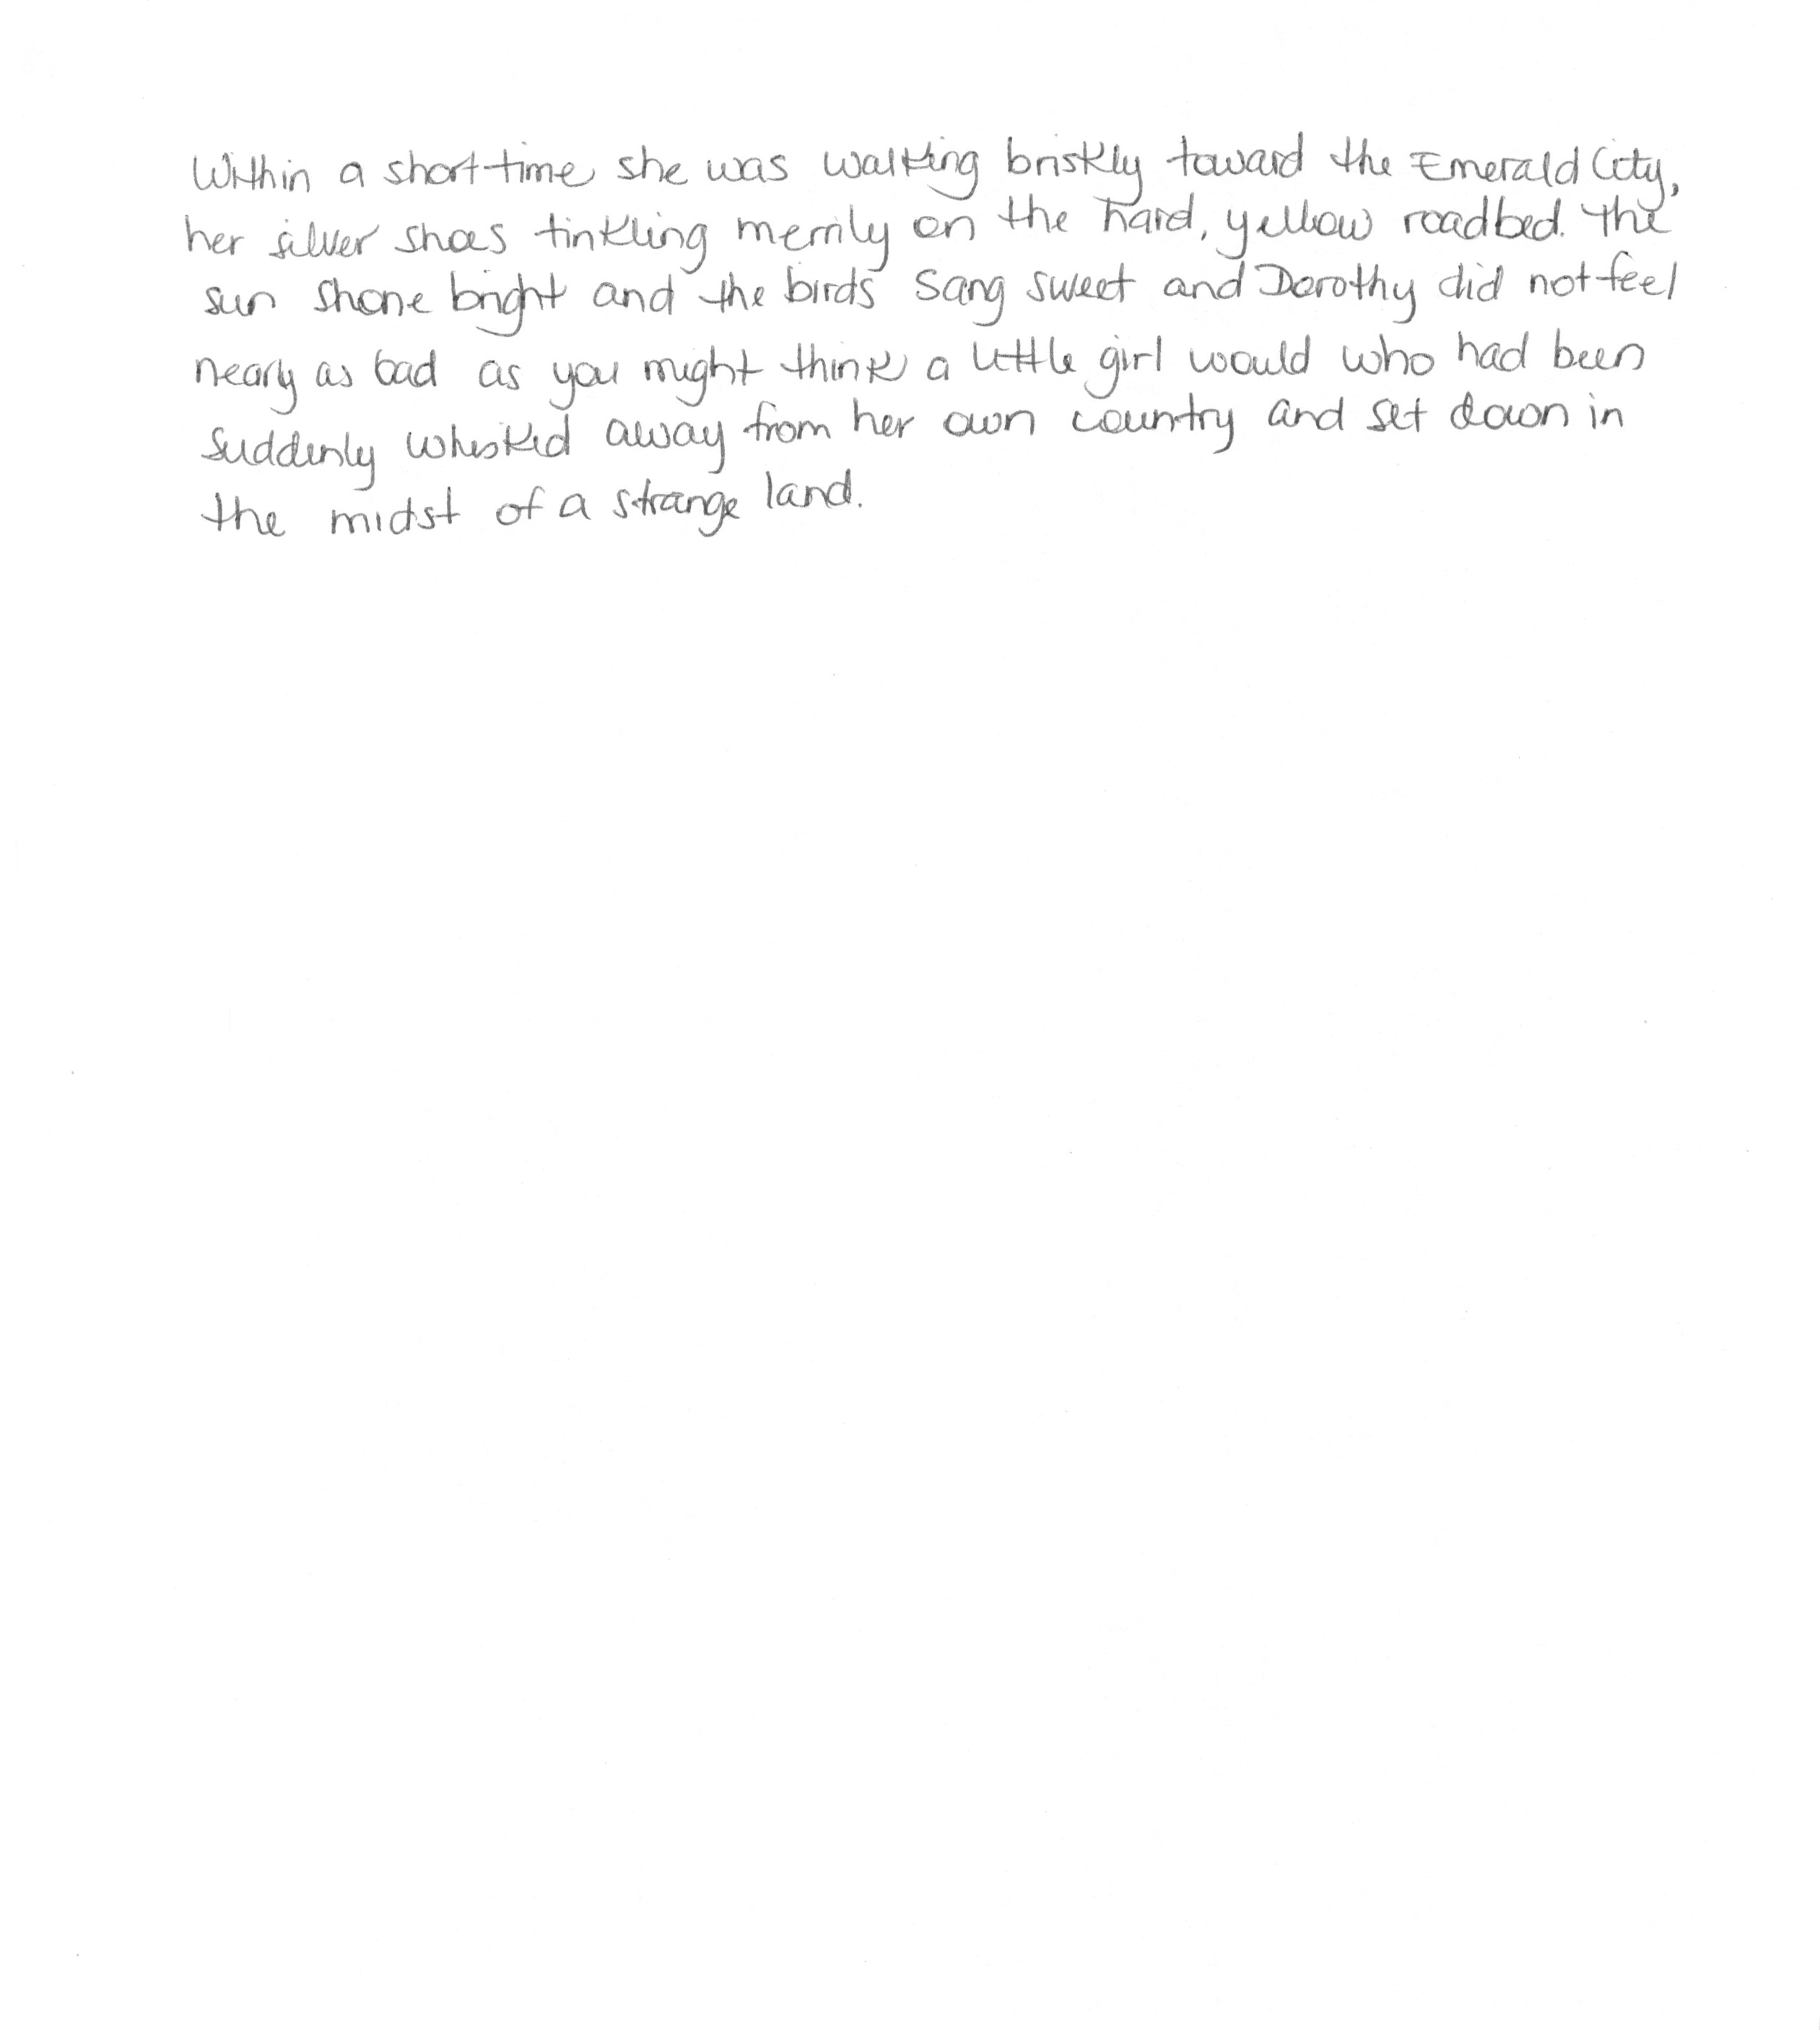 Within a short time she was walking briskly toward the Emerald City,
her silver shoes tinkling merrily on the hard, yellow roadbed. The
sun shone bright and the birds sang sweet and Dorothy did not feel
nearly as bad as you might think a little girl would who had been
suddenly whisked away from her own country and set down in
the midst of a strange land.